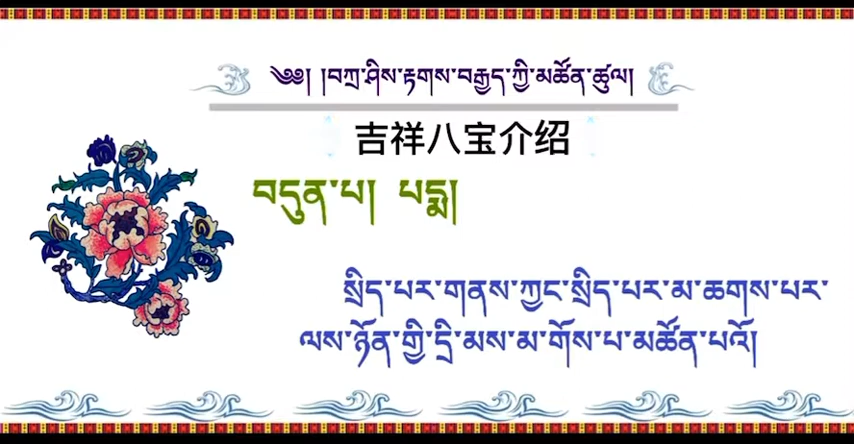 ༄༅། །བཀྲ་ཤིས་རྟགས་བརྒྱད་ཀྱི་མཚོན་ཚུལ།
吉祥八宝介绍
བདུན་པ། པདྨ།
སྲིད་པར་གནས་ཀྱང་སྲིད་པར་མ་ཆགས་པར་
ལས་ཉོན་གྱི་དྲི་མས་མ་གོས་པ་མཚོན་པའོ།